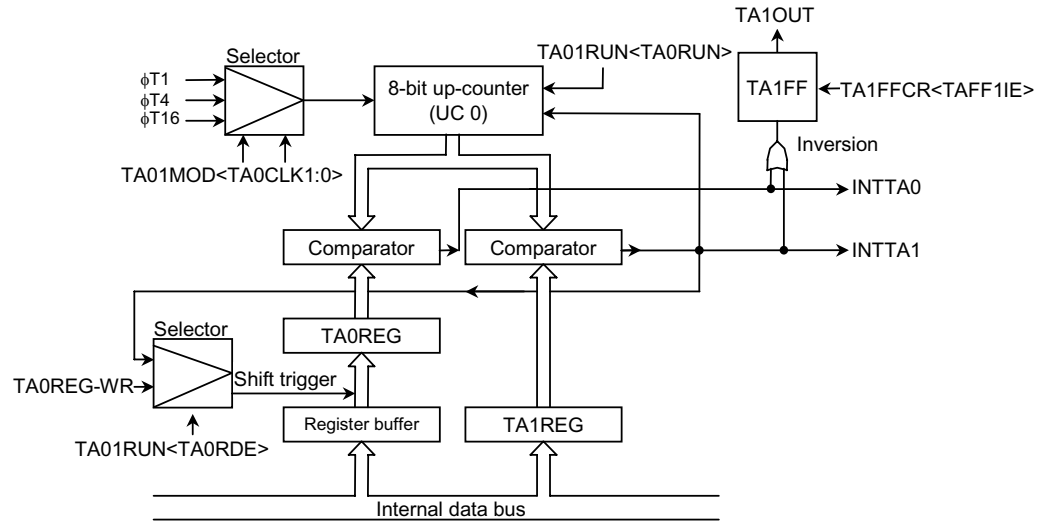 TA1OUT
Selector
TA01RUN<TA0RUN>
ϕT1
ϕT4
ϕT16
8-bit up-counter
(UC 0)
TA1FF
TA1FFCR<TAFF1IE>
Inversion
TA01MOD<TA0CLK1:0>
INTTA0
Comparator
Comparator
INTTA1
Selector
TA0REG
TA0REG-WR
Shift trigger
Register buffer
TA1REG
TA01RUN<TA0RDE>
Internal data bus